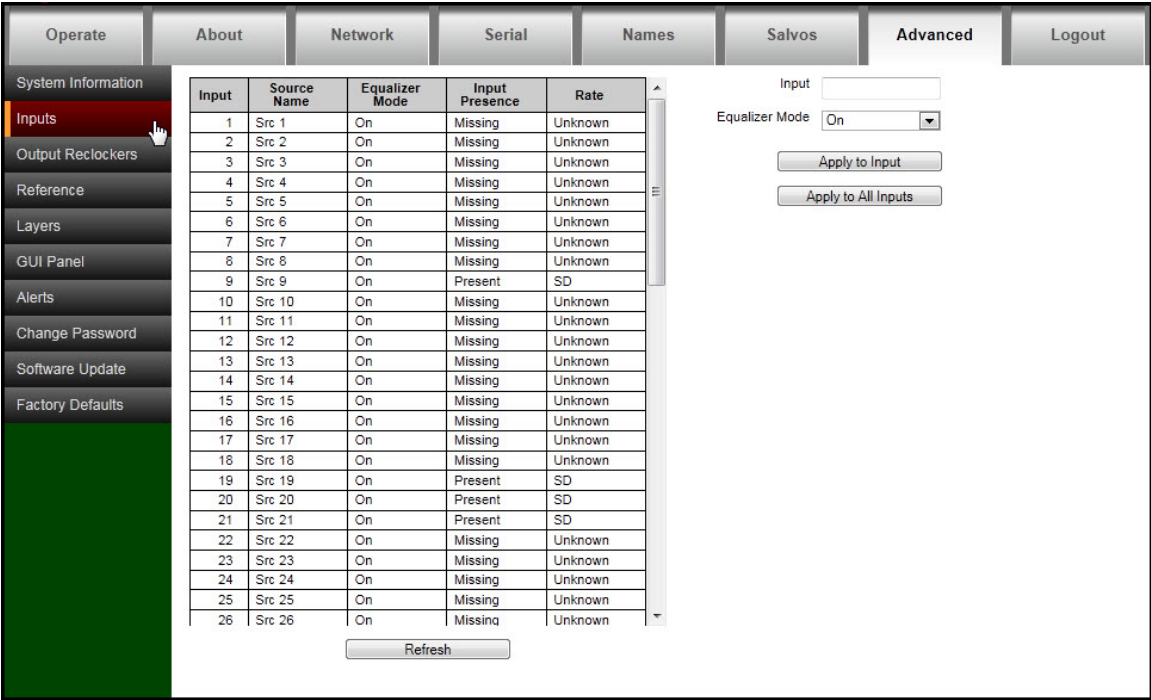 Operate About Network Serial Names Salvos Advanced Logout
System Information
Inputs
Output Reclockers
Reference
Layers
GUI Panel
Alerts
Change Password
Software Update
Factory Defaults
Input Source Name Equalizer Mode Input Presence Rate
1 Src 1 On Missing Unknown
2 Src 2 On Missing Unknown
3 Src 3 On Missing Unknown
4 Src 4 On Missing Unknown
5 Src 5 On Missing Unknown
6 Src 6 On Missing Unknown
7 Src 7 On Missing Unknown
8 Src 8 On Missing Unknown
9 Src 9 On Present SD
10 Src 10 On Missing Unknown
11 Src 11 On Missing Unknown
12 Src 12 On Missing Unknown
13 Src 13 On Missing Unknown
14 Src 14 On Missing Unknown
15 Src 15 On Missing Unknown
16 Src 16 On Missing Unknown
17 Src 17 On Missing Unknown
18 Src 18 On Missing Unknown
19 Src 19 On Present SD
20 Src 20 On Present SD
21 Src 21 On Present SD
22 Src 22 On Missing Unknown
23 Src 23 On Missing Unknown
24 Src 24 On Missing Unknown
25 Src 25 On Missing Unknown
26 Src 26 On Missing Unknown
Refresh
Input
Equalizer Mode On
Apply to Input
Apply to All Inputs